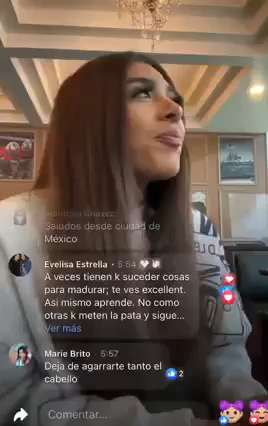 Saludos desde ciudad de
México
Evelisa Estrella · 5:54
A veces tienen k suceder cosas
para madurar; te ves excellent.
Asi mismo aprende. No como
otras k meten la pata y sigue...
Ver más
Marie Brito · 5:57
Deja de agarrarte tanto el
cabello
2
Comentar...